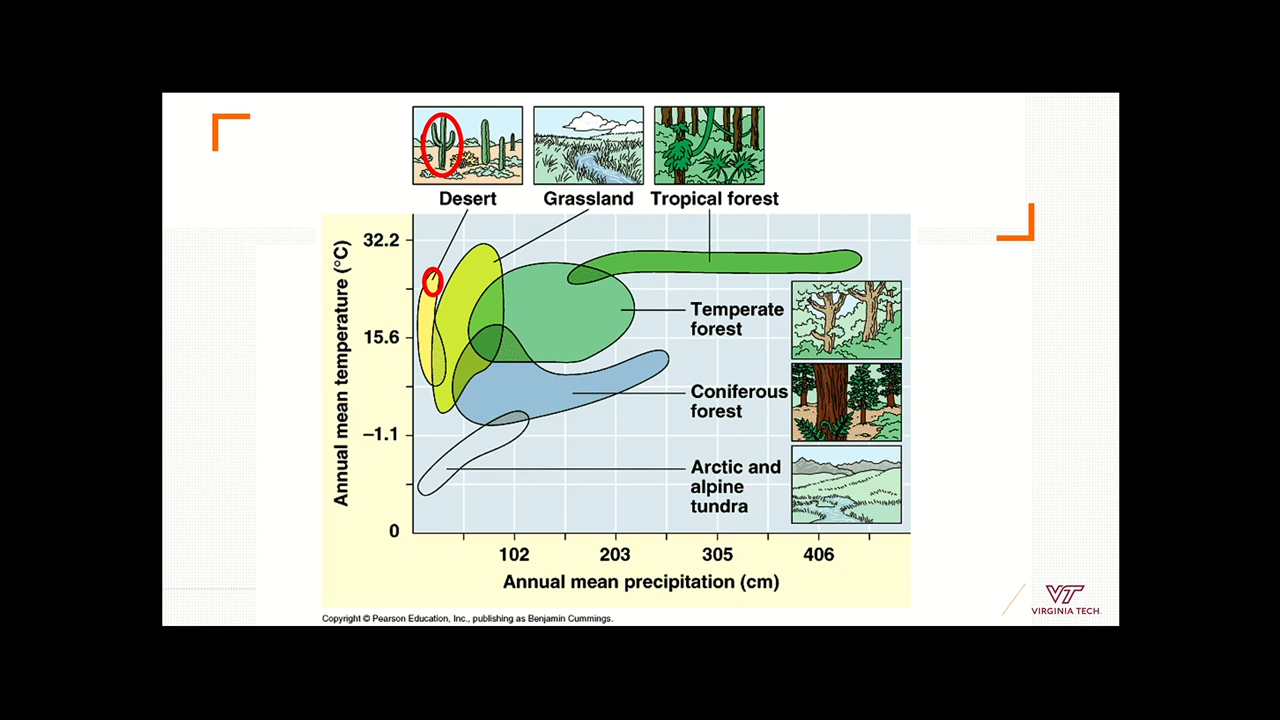 Desert
Grassland
Tropical forest
Annual mean temperature (°C)
32.2
15.6
–1.1
0
Temperate
forest
Coniferous
forest
Arctic and
alpine
tundra
102
203
305
406
Annual mean precipitation (cm)
Copyright © Pearson Education, Inc., publishing as Benjamin Cummings.
VT
VIRGINIA TECH.